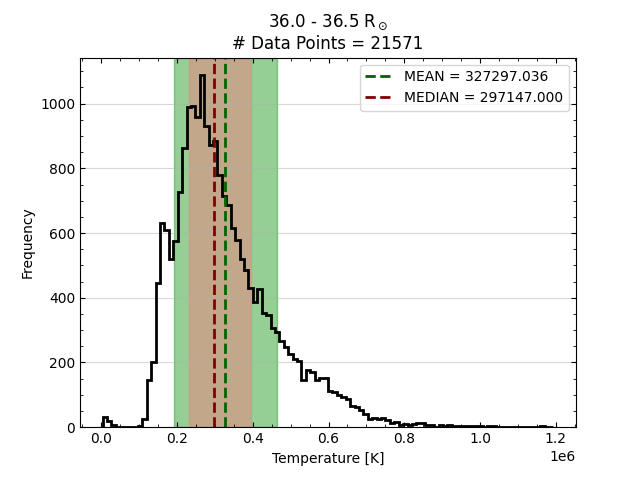 36.0 - 36.5 R⊙
# Data Points = 21571
MEAN = 327297.036
MEDIAN = 297147.000
Frequency
1000
800
600
400
200
0
0.0 0.2 0.4 0.6 0.8 1.0 1.2
1e6
Temperature [K]